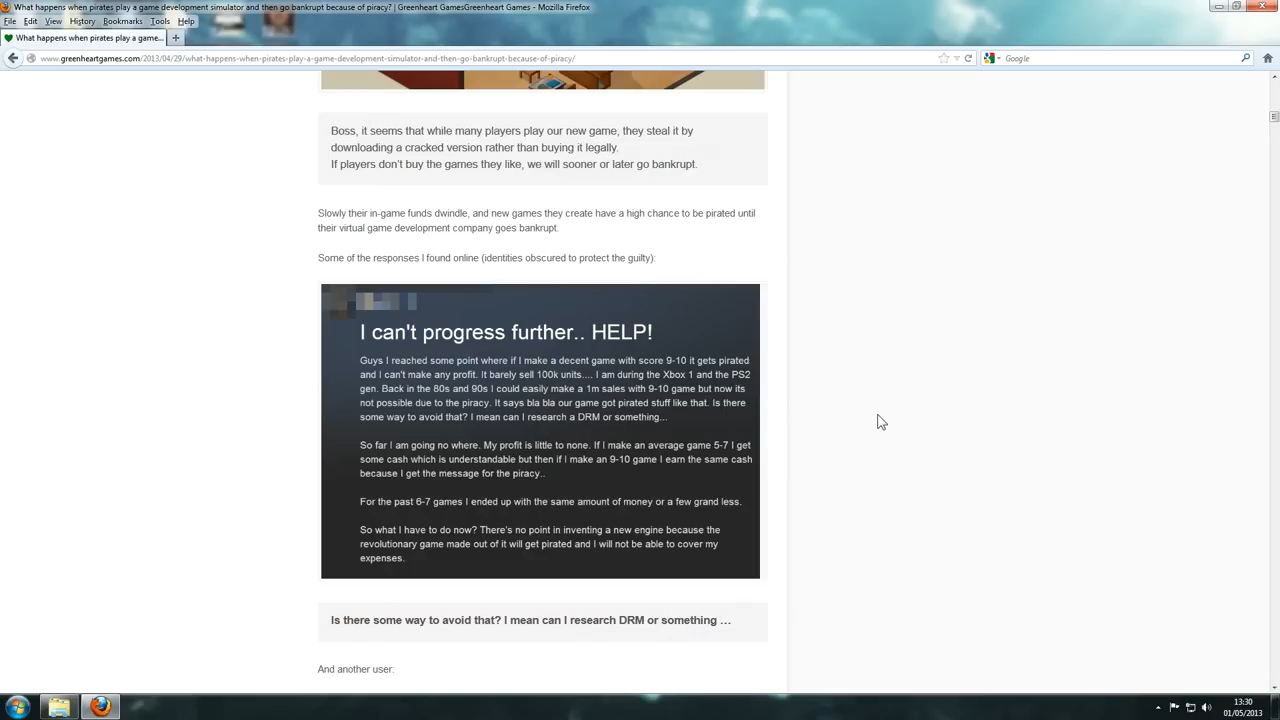 What happens when pirates play a game development simulator and then go bankrupt because of piracy? | Greenheart GamesGreenheart Games - Mozilla Firefox
File Edit View History Bookmarks Tools Help
What happens when pirates play a game...
www.greenheartgames.com/2013/04/29/what-happens-when-pirates-play-a-game-development-simulator-and-then-go-bankrupt-because-of-piracy/
Google
Boss, it seems that while many players play our new game, they steal it by
downloading a cracked version rather than buying it legally.
If players don't buy the games they like, we will sooner or later go bankrupt.
Slowly their in-game funds dwindle, and new games they create have a high chance to be pirated until
their virtual game development company goes bankrupt.
Some of the responses I found online (identities obscured to protect the guilty):
I can't progress further.. HELP!
Guys I reached some point where if I make a decent game with score 9-10 it gets pirated
and I can't make any profit. It barely sell 100k units.... I am during the Xbox 1 and the PS2
gen. Back in the 80s and 90s I could easily make a 1m sales with 9-10 game but now its
not possible due to the piracy. It says bla bla our game got pirated stuff like that. Is there
some way to avoid that? I mean can I research a DRM or something...
So far I am going no where. My profit is little to none. If I make an average game 5-7 I get
some cash which is understandable but then if I make an 9-10 game I earn the same cash
because I get the message for the piracy..
For the past 6-7 games I ended up with the same amount of money or a few grand less.
So what I have to do now? There's no point in inventing a new engine because the
revolutionary game made out of it will get pirated and I will not be able to cover my
expenses.
Is there some way to avoid that? I mean can I research DRM or something …
And another user:
13:30
01/05/2013